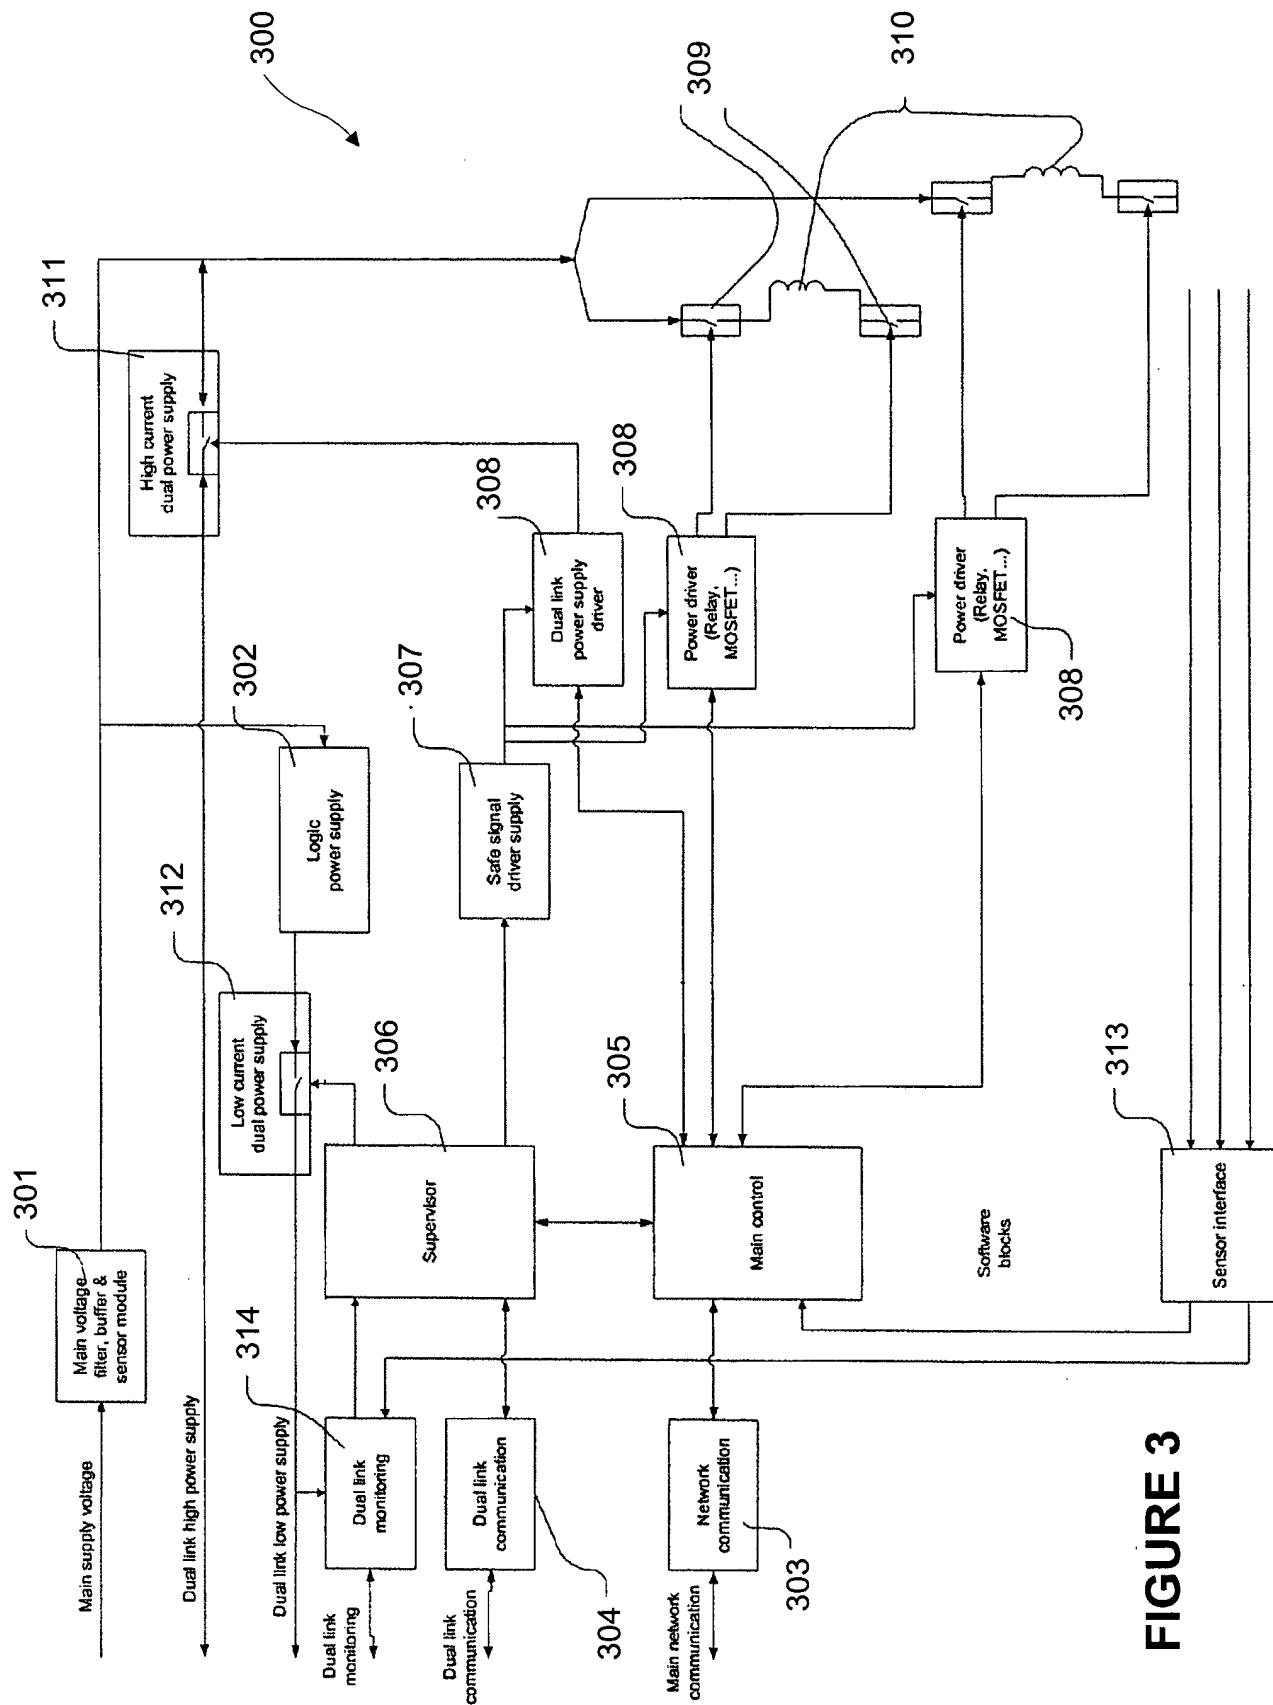 300
310
309
311
High current
dual power supply
308
Dual link
power supply
driver
308
Power driver
(Relay,
MOSFET...)
Power driver
(Relay,
MOSFET...)
308
302
Logic
power supply
307
Safe signal
driver supply
312
Low current
dual power supply
306
Supervisor
305
Main control
Software
blocks
313
Sensor interface
301
Main voltage
filter, buffer &
sensor module
314
Dual link
monitoring
Dual link
communication
304
Network
communication
303
Main supply voltage
Dual link high power supply
Dual link low power supply
Dual link
monitoring
Dual link
communication
Main network
communication
FIGURE 3